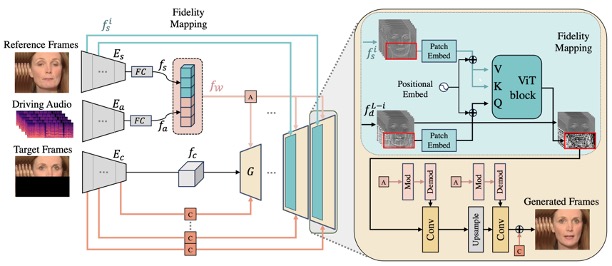 Fidelity
Mapping
f_s^i
Reference Frames
E_s
f_s
FC
f_w
Driving Audio
E_a
f_a
FC
A
Target Frames
E_c
f_c
G
C
C
C
f_s^i
Patch
Embed
Fidelity
Mapping
Positional
Embed
V
K
Q
ViT
block
f_d^{L-i}
Patch
Embed
A
Mod
Demod
A
Mod
Demod
Generated Frames
Conv
Upsample
Conv
C